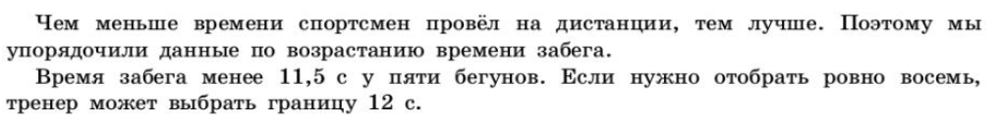 Чем меньше времени спортсмен провёл на дистанции, тем лучше. Поэтому мы
упорядочили данные по возрастанию времени забега.
Время забега менее 11,5 с у пяти бегунов. Если нужно отобрать ровно восемь,
тренер может выбрать границу 12 с.